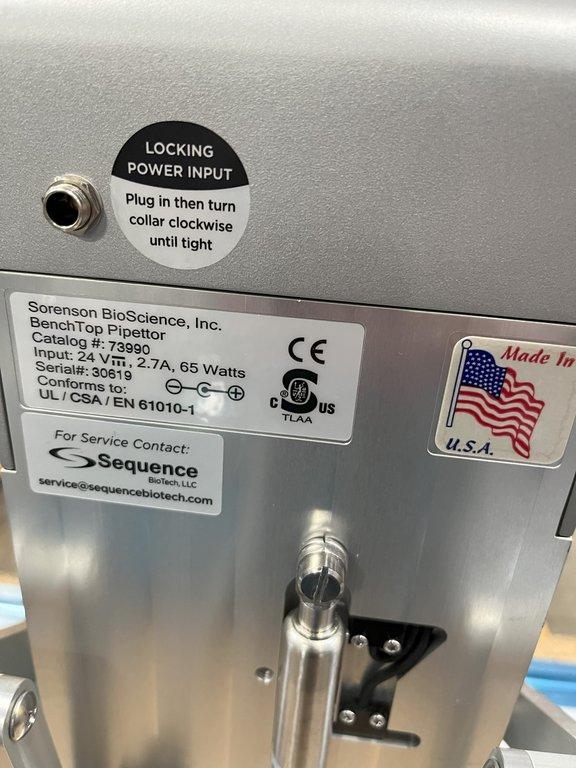 LOCKING
POWER INPUT
Plug in then turn
collar clockwise
until tight
Sorenson BioScience, Inc.
BenchTop Pipettor
Catalog #: 73990
Input: 24 V⎓, 2.7A, 65 Watts
Serial#: 30619
Conforms to:
UL / CSA / EN 61010-1
CE
C S US
TLAA
Made In
U.S.A.
For Service Contact:
Sequence
BioTech, LLC
service@sequencebiotech.com